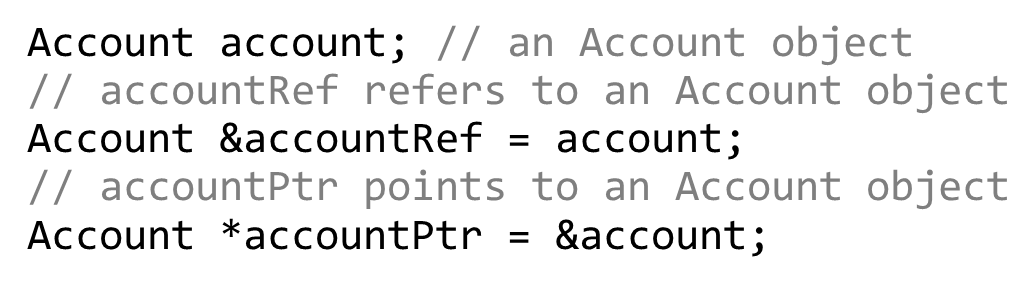 Account account; // an Account object
// accountRef refers to an Account object
Account &accountRef = account;
// accountPtr points to an Account object
Account *accountPtr = &account;